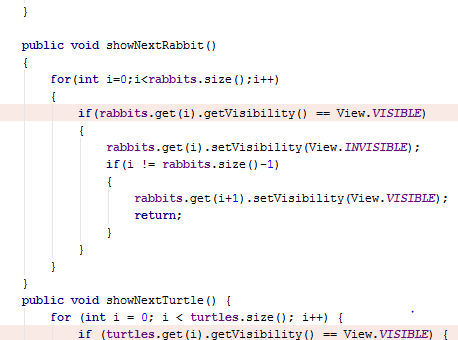 }
public void showNextRabbit()
{
for(int i=0;i<rabbits.size();i++)
{
if(rabbits.get(i).getVisibility() == View.VISIBLE)
{
rabbits.get(i).setVisibility(View.INVISIBLE);
if(i != rabbits.size()-1)
{
rabbits.get(i+1).setVisibility(View.VISIBLE);
return;
}
}
}
}
public void showNextTurtle() {
for (int i = 0; i < turtles.size(); i++) {
if (turtles.get(i).getVisibility() == View.VISIBLE) {